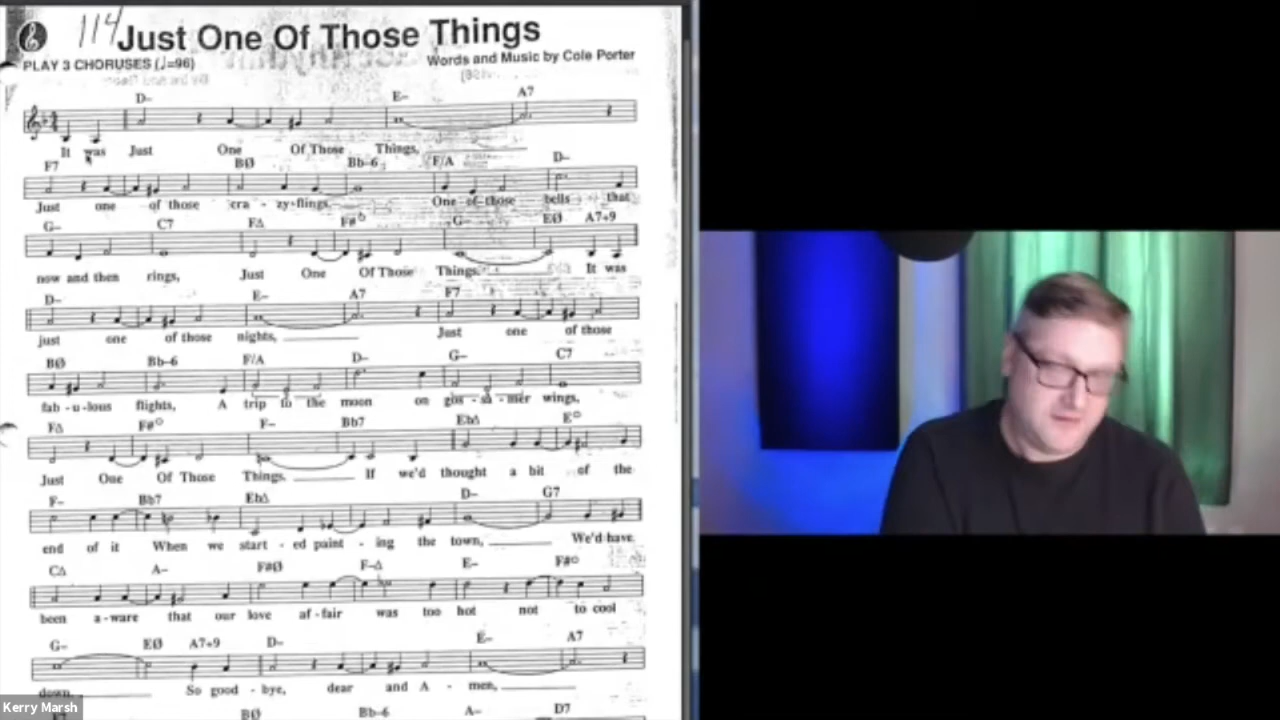 114
Just One Of Those Things
PLAY 3 CHORUSES (♩=96)
Words and Music by Cole Porter
D– E– A7
It was Just One Of Those Things,
F7 BØ Bb–6 F/A D–
Just one of those cra - zy flings. One of those bells that
G– C7 F∆ F#° G– EØ A7+9
now and then rings, Just One Of Those Things. It was
D– E– A7 F7
just one of those nights, Just one of those
BØ Bb–6 F/A D– G– C7
fab - u - lous flights, A trip to the moon on gos - sa - mer wings,
F∆ F#° F– Bb7 Eb∆ E°
Just One Of Those Things. If we'd thought a bit of the
F– Bb7 Eb∆ D– G7
end of it When we start - ed paint - ing the town, We'd have
C∆ A– F#Ø F–∆ E– F#°
been a - ware that our love af - fair was too hot not to cool
G– EØ A7+9 D– E– A7
down. So good - bye, dear and A - men,
F7 BØ Bb–6 A– D7
Kerry Marsh